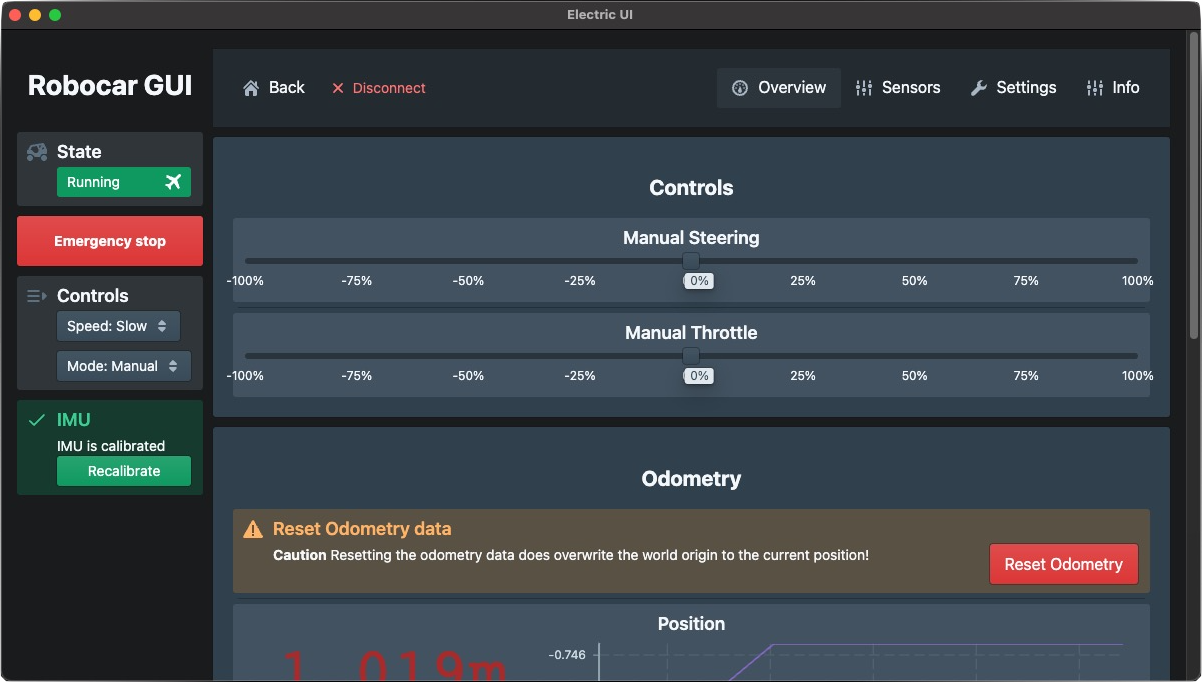 Electric UI
Robocar GUI
Back
Disconnect
Overview
Sensors
Settings
Info
State
Running
Emergency stop
Controls
Speed: Slow
Mode: Manual
IMU
IMU is calibrated
Recalibrate
Controls
Manual Steering
-100% -75% -50% -25% 0% 25% 50% 75% 100%
Manual Throttle
-100% -75% -50% -25% 0% 25% 50% 75% 100%
Odometry
Reset Odometry data
Caution Resetting the odometry data does overwrite the world origin to the current position!
Reset Odometry
Position
-0.746